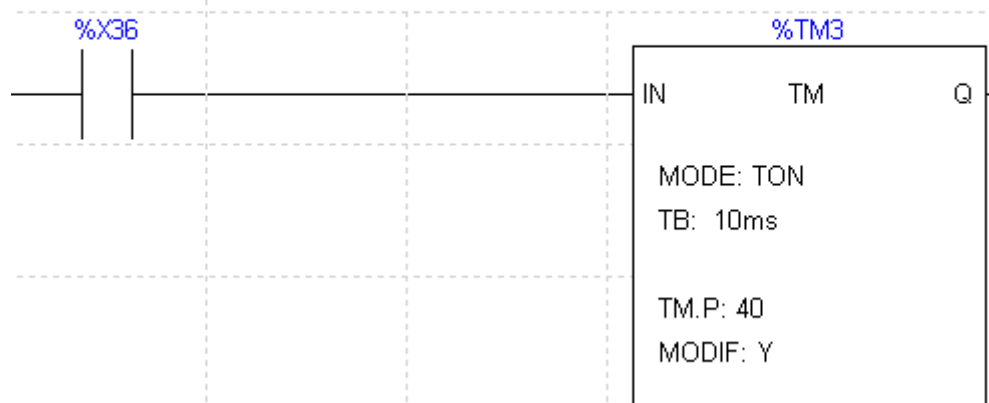 %X36
%TM3
IN TM Q
MODE: TON
TB: 10ms
TM.P: 40
MODIF: Y